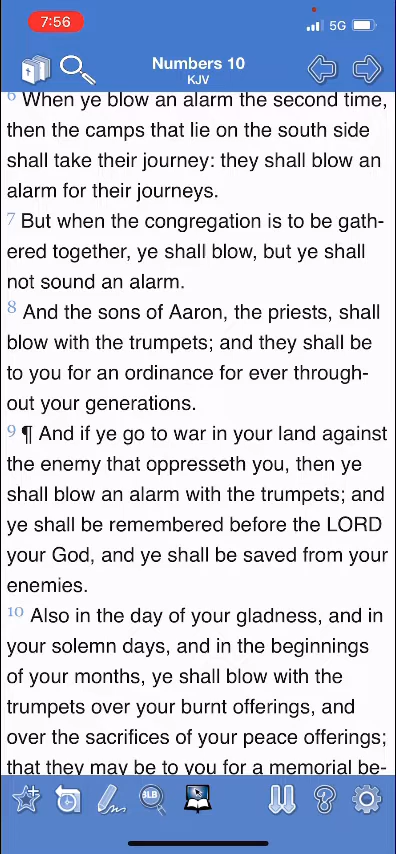 7:56
5G
Numbers 10
KJV
6 When ye blow an alarm the second time,
then the camps that lie on the south side
shall take their journey: they shall blow an
alarm for their journeys.
7 But when the congregation is to be gath-
ered together, ye shall blow, but ye shall
not sound an alarm.
8 And the sons of Aaron, the priests, shall
blow with the trumpets; and they shall be
to you for an ordinance for ever through-
out your generations.
9 ¶ And if ye go to war in your land against
the enemy that oppresseth you, then ye
shall blow an alarm with the trumpets; and
ye shall be remembered before the LORD
your God, and ye shall be saved from your
enemies.
10 Also in the day of your gladness, and in
your solemn days, and in the beginnings
of your months, ye shall blow with the
trumpets over your burnt offerings, and
over the sacrifices of your peace offerings;
that they may be to you for a memorial be-
BLB